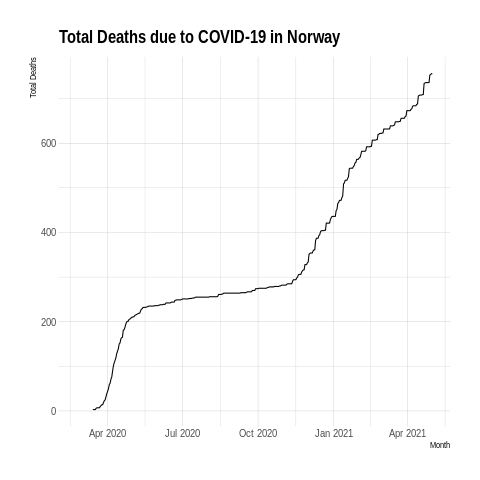 Total Deaths due to COVID-19 in Norway
Total Deaths
600
400
200
0
Apr 2020 Jul 2020 Oct 2020 Jan 2021 Apr 2021
Month